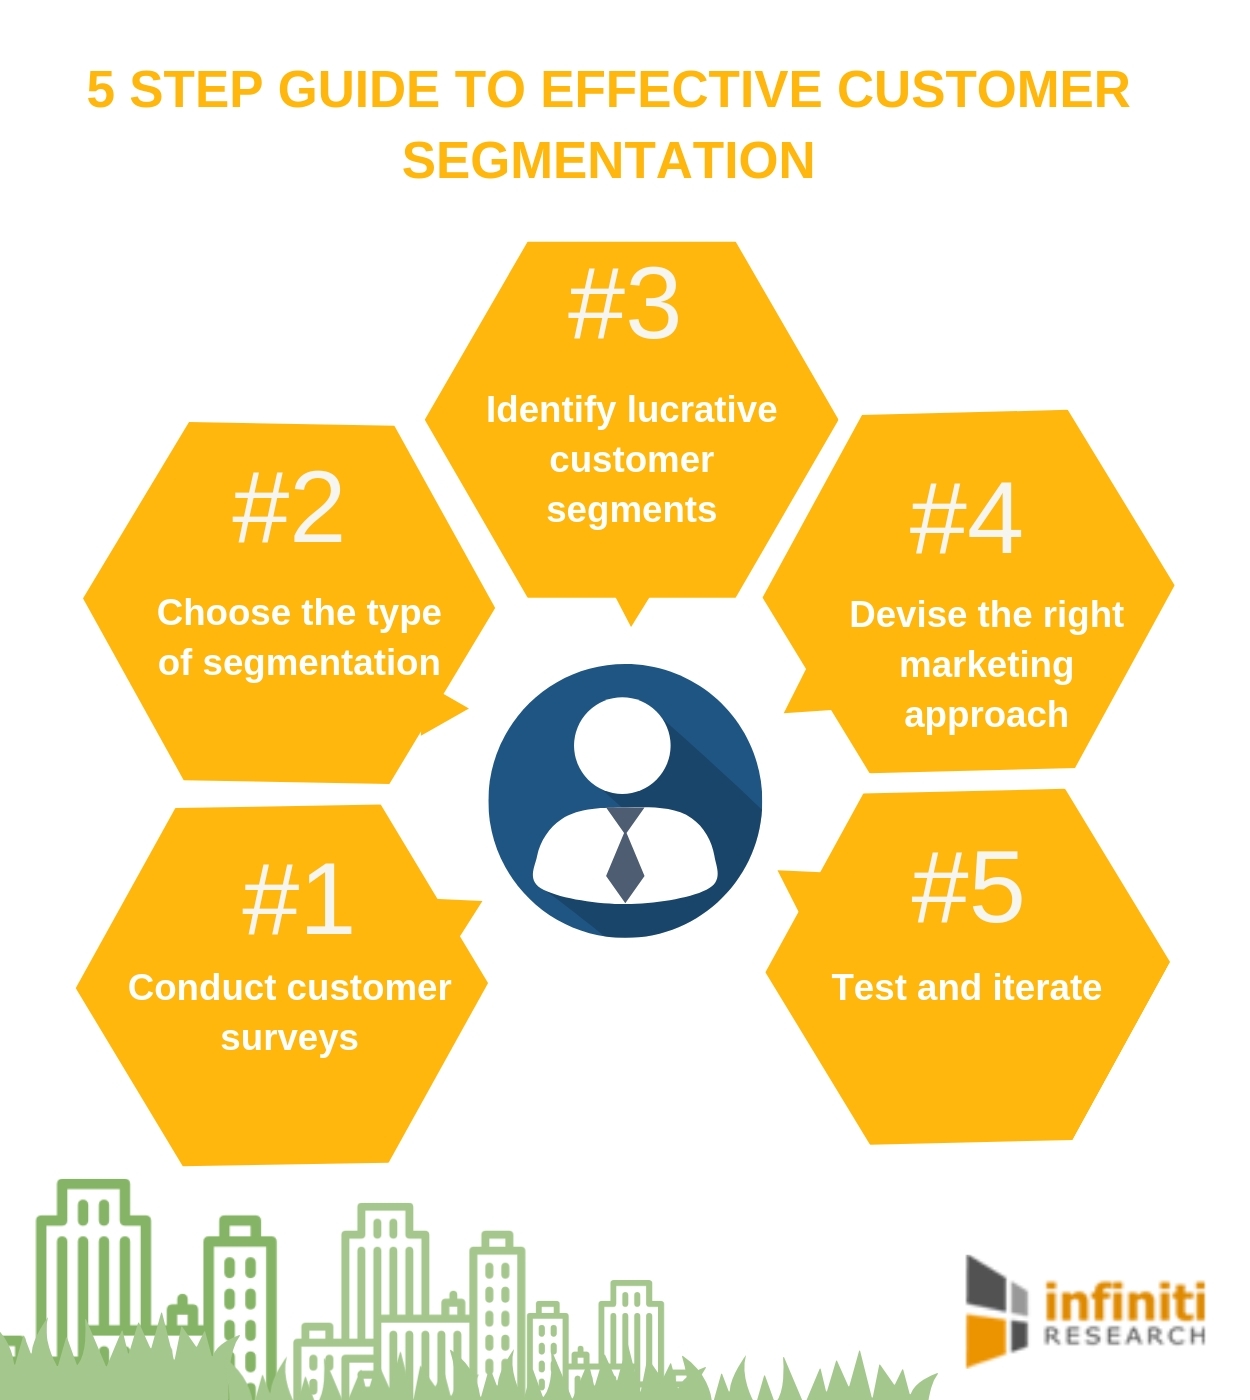 5 STEP GUIDE TO EFFECTIVE CUSTOMER
SEGMENTATION
#1
Conduct customer
surveys
#2
Choose the type
of segmentation
#3
Identify lucrative
customer
segments
#4
Devise the right
marketing
approach
#5
Test and iterate
infiniti
RESEARCH